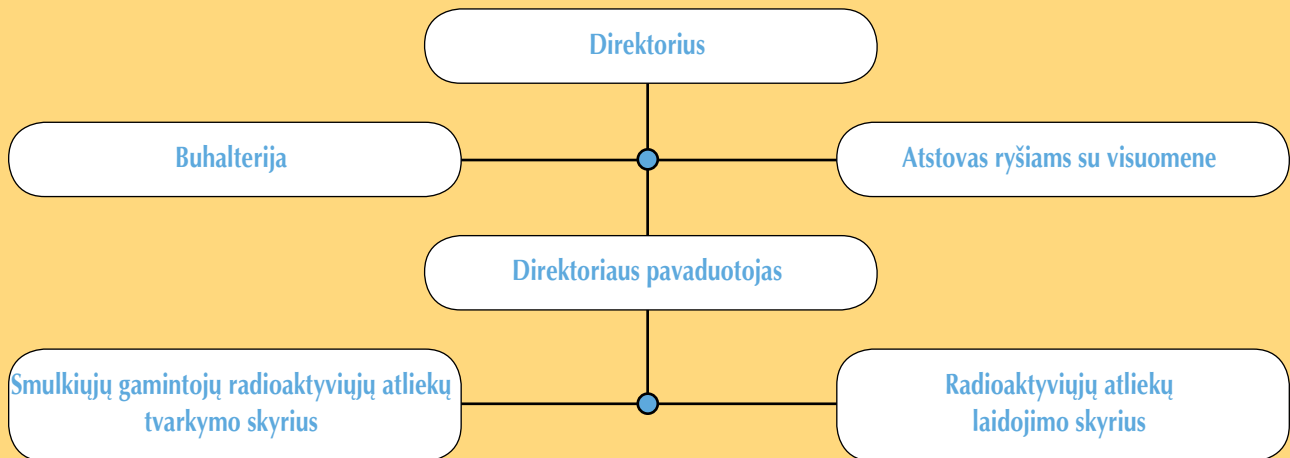 Direktorius
Buhalterija
Atstovas ryšiams su visuomene
Direktoriaus pavaduotojas
Smulkiųjų gamintojų radioaktyviųjų atliekų
tvarkymo skyrius
Radioaktyviųjų atliekų
laidojimo skyrius